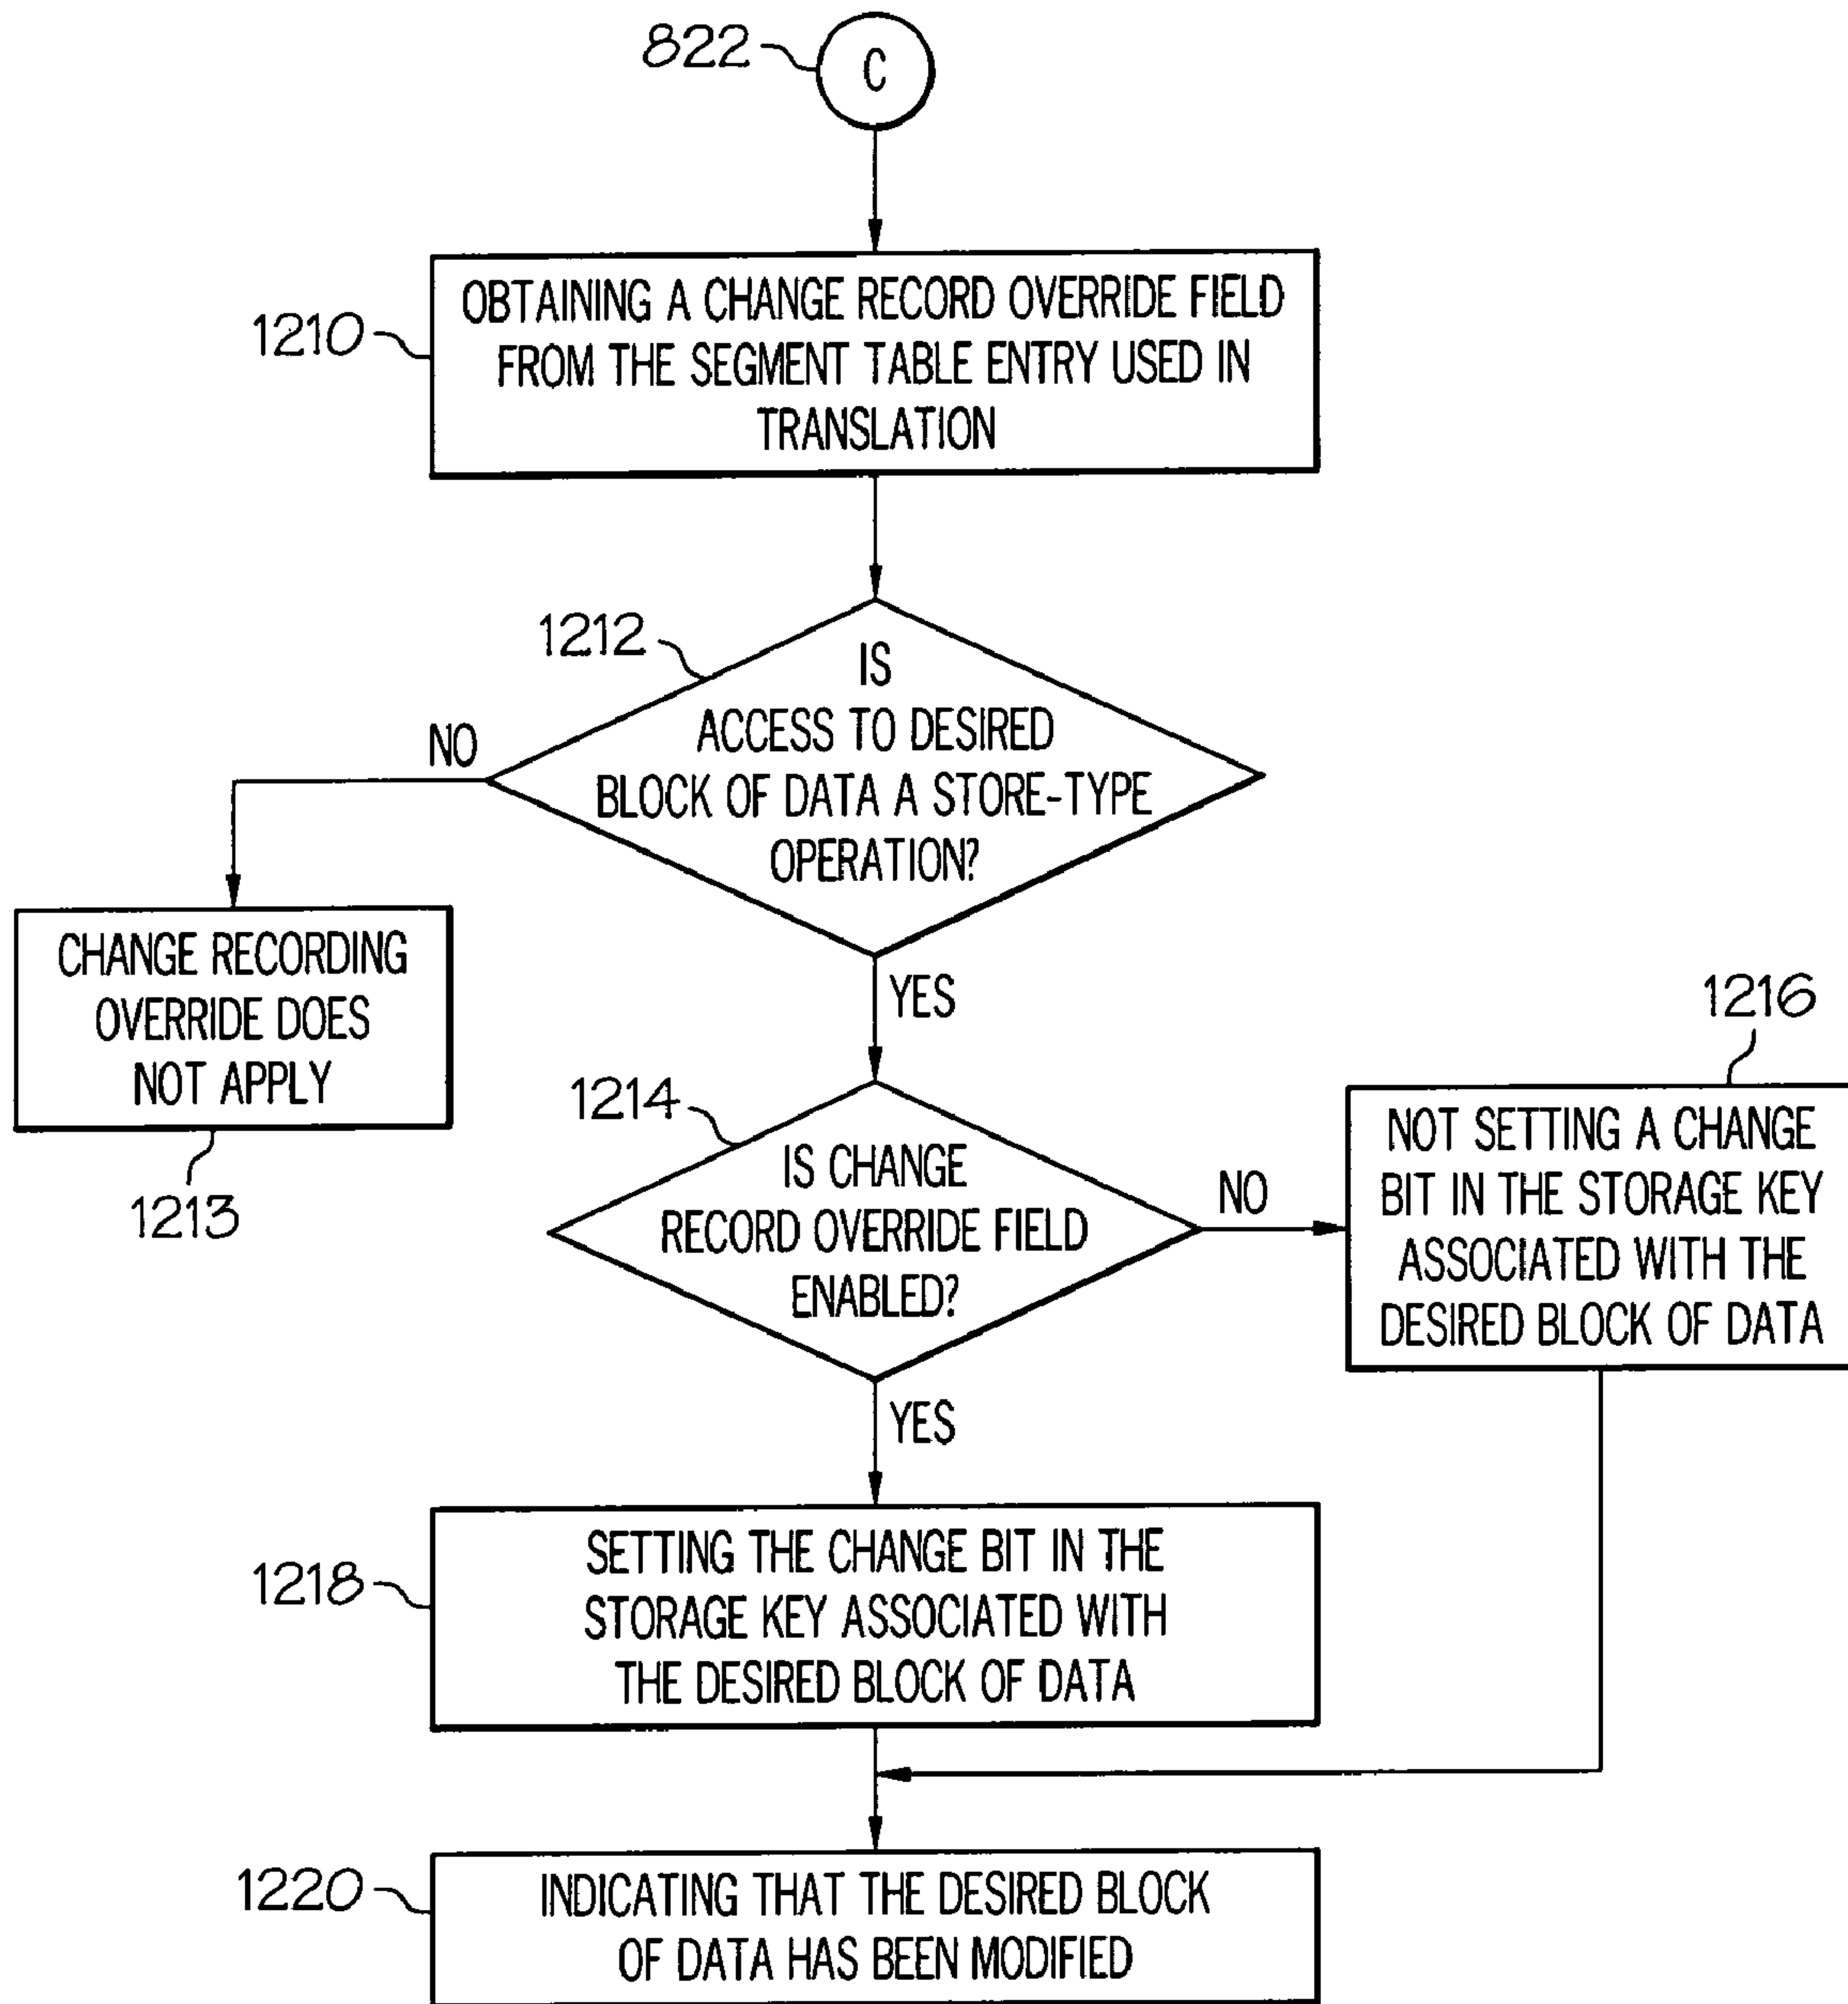 822
C
1210
OBTAINING A CHANGE RECORD OVERRIDE FIELD
FROM THE SEGMENT TABLE ENTRY USED IN
TRANSLATION
1212
IS
ACCESS TO DESIRED
BLOCK OF DATA A STORE-TYPE
OPERATION?
NO
CHANGE RECORDING
OVERRIDE DOES
NOT APPLY
1213
YES
1214
IS CHANGE
RECORD OVERRIDE FIELD
ENABLED?
NO
1216
NOT SETTING A CHANGE
BIT IN THE STORAGE KEY
ASSOCIATED WITH THE
DESIRED BLOCK OF DATA
YES
1218
SETTING THE CHANGE BIT IN THE
STORAGE KEY ASSOCIATED WITH
THE DESIRED BLOCK OF DATA
1220
INDICATING THAT THE DESIRED BLOCK
OF DATA HAS BEEN MODIFIED